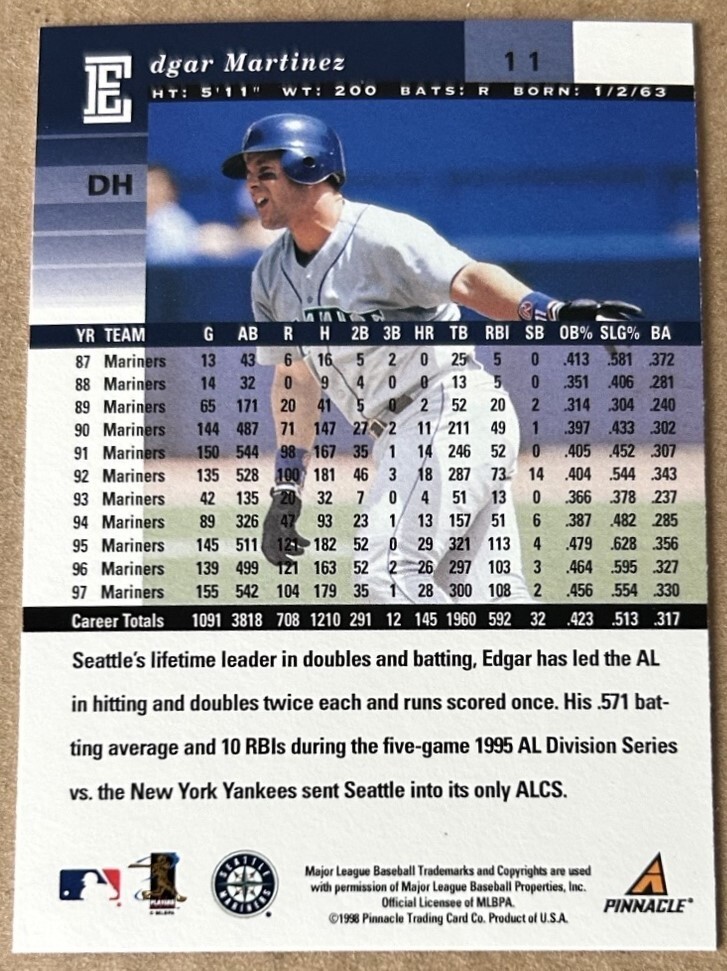 Edgar Martinez 11
HT: 5'11" WT: 200 BATS: R BORN: 1/2/63
DH
YR TEAM G AB R H 2B 3B HR TB RBI SB OB% SLG% BA
87 Mariners 13 43 6 16 5 2 0 25 5 0 .413 .581 .372
88 Mariners 14 32 0 9 4 0 0 13 5 0 .351 .406 .281
89 Mariners 65 171 20 41 5 0 2 52 20 2 .314 .304 .240
90 Mariners 144 487 71 147 27 2 11 211 49 1 .397 .433 .302
91 Mariners 150 544 98 167 35 1 14 246 52 0 .405 .452 .307
92 Mariners 135 528 100 181 46 3 18 287 73 14 .404 .544 .343
93 Mariners 42 135 20 32 7 0 4 51 13 0 .366 .378 .237
94 Mariners 89 326 47 93 23 1 13 157 51 6 .387 .482 .285
95 Mariners 145 511 121 182 52 0 29 321 113 4 .479 .628 .356
96 Mariners 139 499 121 163 52 2 26 297 103 3 .464 .595 .327
97 Mariners 155 542 104 179 35 1 28 300 108 2 .456 .554 .330
Career Totals 1091 3818 708 1210 291 12 145 1960 592 32 .423 .513 .317
Seattle's lifetime leader in doubles and batting, Edgar has led the AL
in hitting and doubles twice each and runs scored once. His .571 bat-
ting average and 10 RBIs during the five-game 1995 AL Division Series
vs. the New York Yankees sent Seattle into its only ALCS.
PLAYERS
SEATTLE MARINERS
Major League Baseball Trademarks and Copyrights are used
with permission of Major League Baseball Properties, Inc.
Official Licensee of MLBPA.
©1998 Pinnacle Trading Card Co. Product of U.S.A.
PINNACLE®